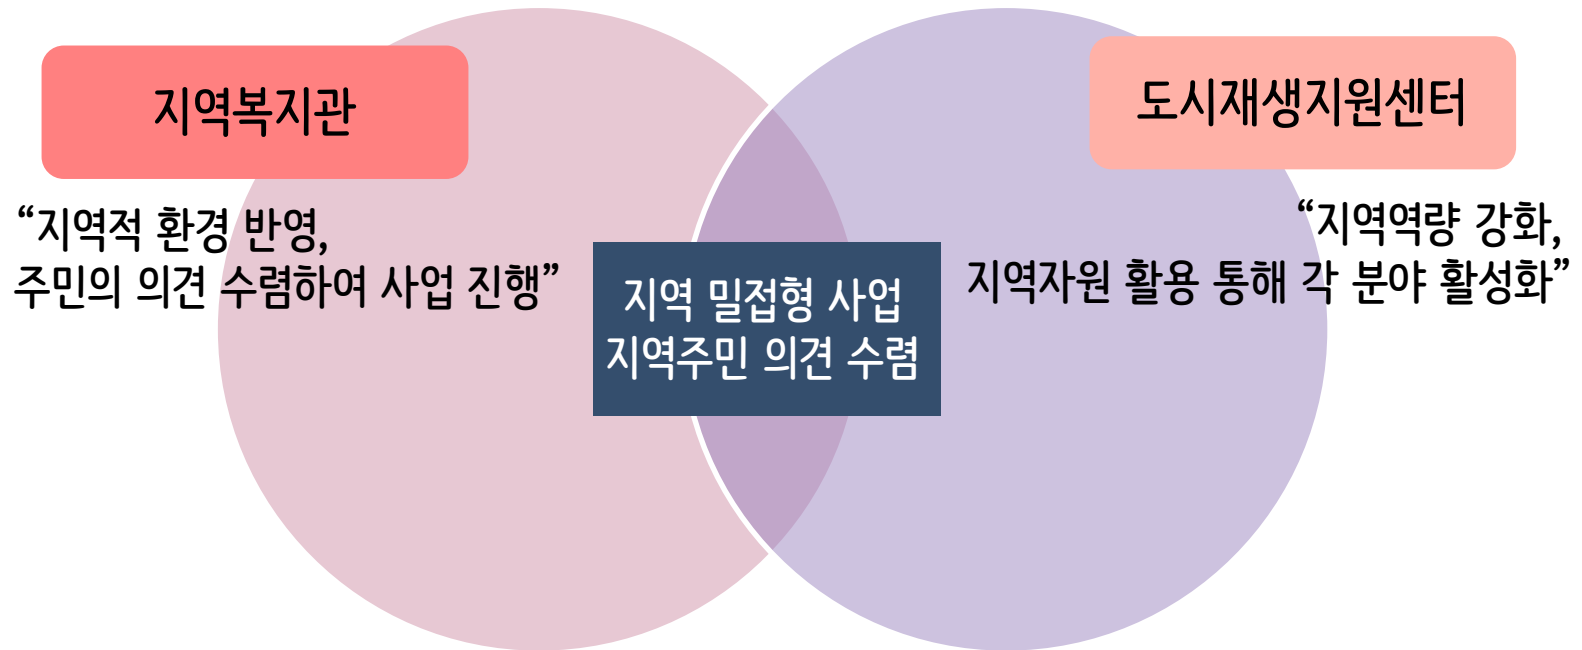 지역복지관
“지역적 환경 반영,
주민의 의견 수렴하여 사업 진행”
지역 밀접형 사업
지역주민 의견 수렴
도시재생지원센터
“지역역량 강화,
지역자원 활용 통해 각 분야 활성화”